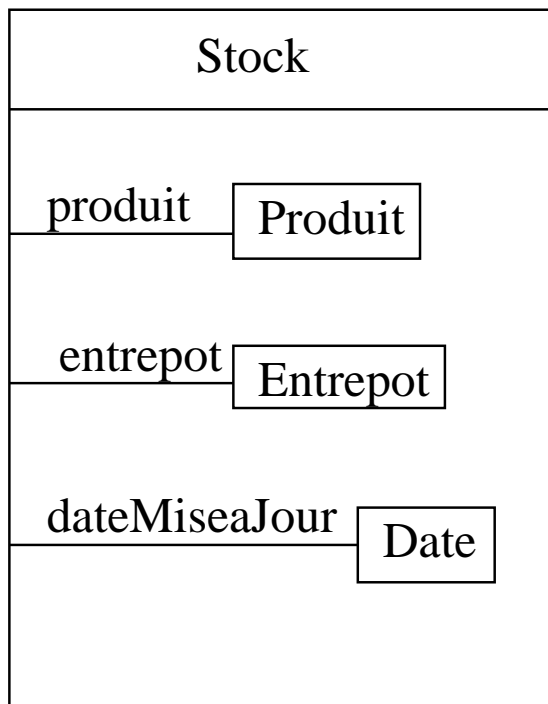 Stock
produit
Produit
entrepot
Entrepot
dateMiseaJour
Date